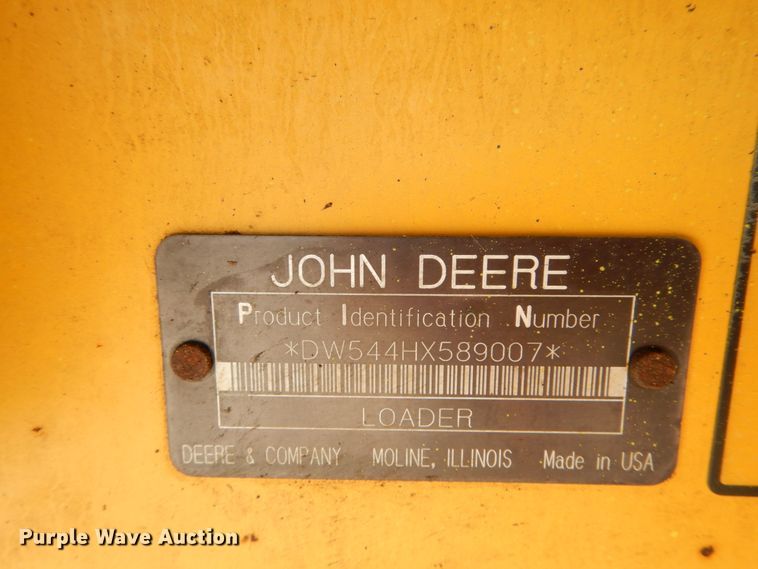 JOHN DEERE
Product Identification Number
*DW544HX589007*
LOADER
DEERE & COMPANY MOLINE, ILLINOIS Made in USA
Purple Wave Auction